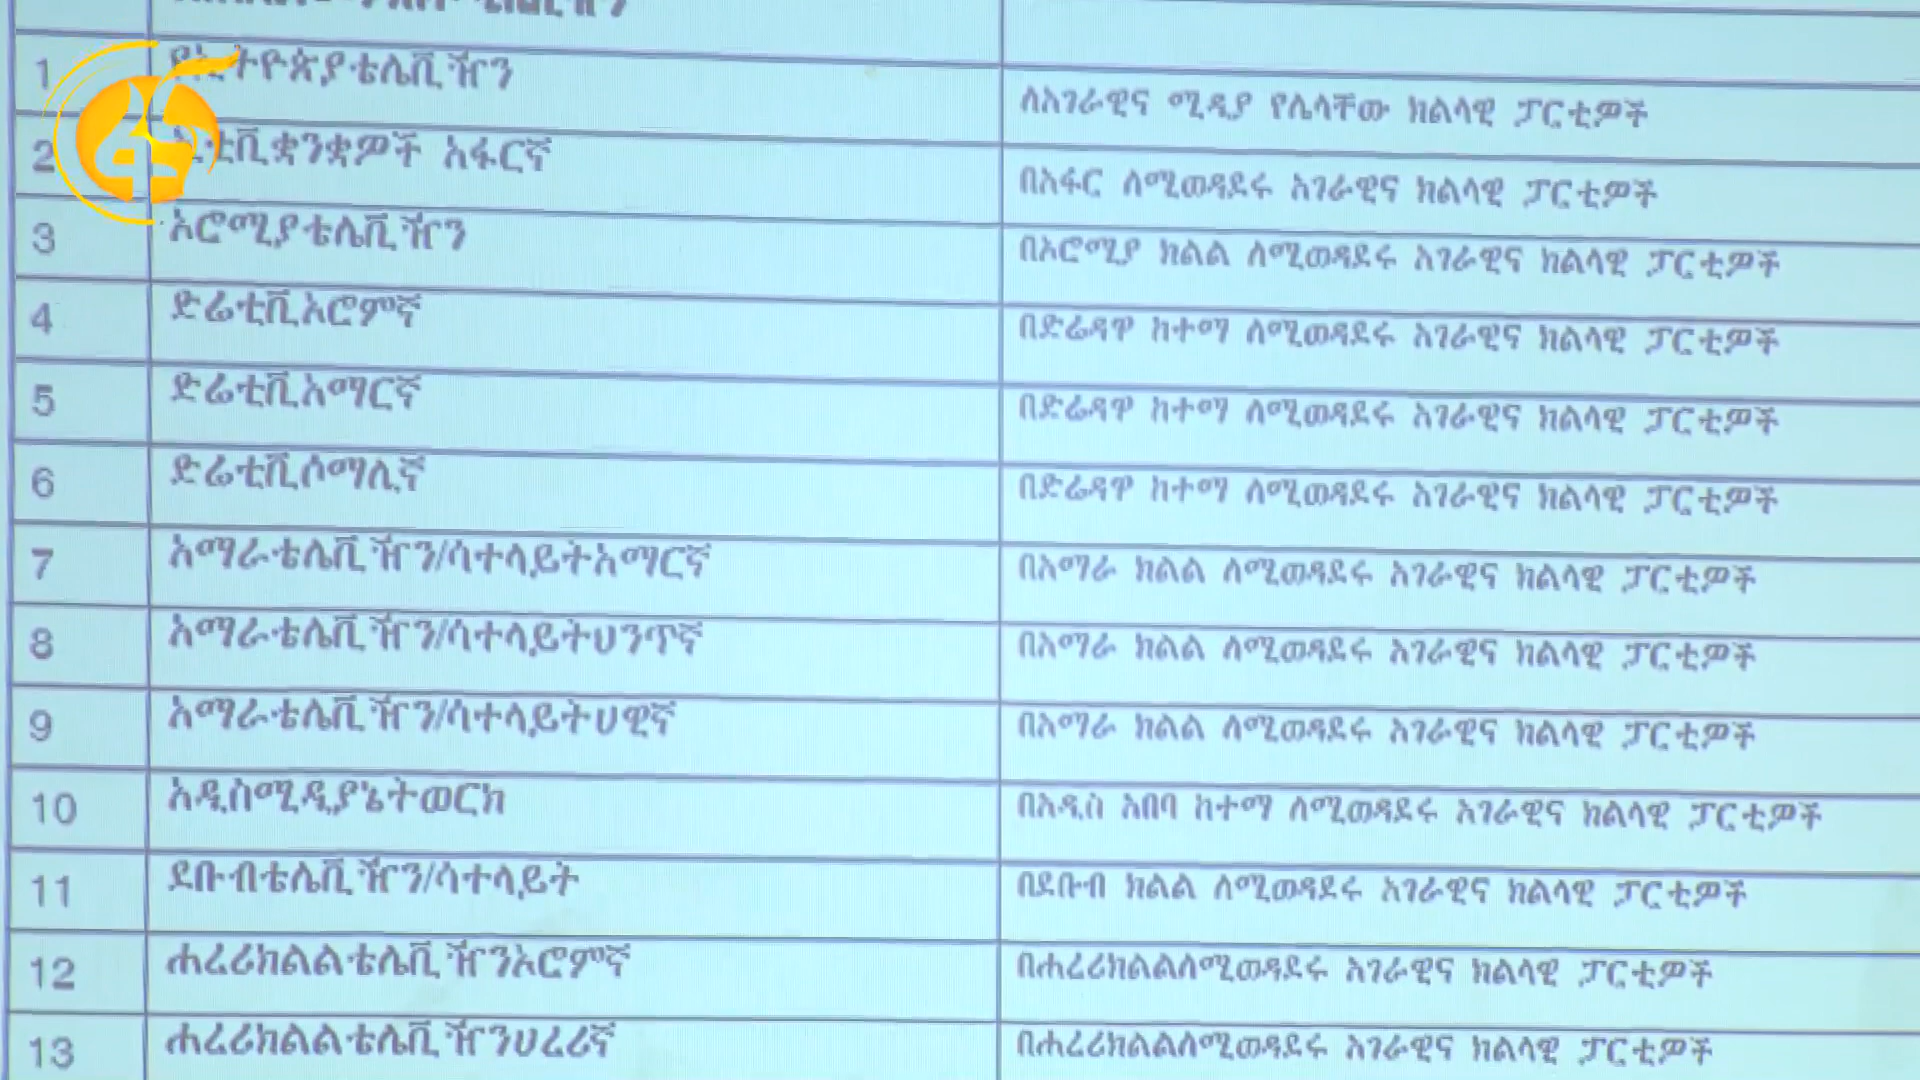 1 የኢትዮጵያቴሌቪዥን ለአገራዊና ሚዲያ የሌላቸው ክልላዊ ፓርቲዎች
2 ኢቲቪቋንቋዎች አፋርኛ በአፋር ለሚወዳደሩ አገራዊና ክልላዊ ፓርቲዎች
3 ኦሮሚያቴሌቪዥን በኦሮሚያ ክልል ለሚወዳደሩ አገራዊና ክልላዊ ፓርቲዎች
4 ድሬቲቪኦሮምኛ በድሬዳዋ ከተማ ለሚወዳደሩ አገራዊና ክልላዊ ፓርቲዎች
5 ድሬቲቪአማርኛ በድሬዳዋ ከተማ ለሚወዳደሩ አገራዊና ክልላዊ ፓርቲዎች
6 ድሬቲቪሶማሊኛ በድሬዳዋ ከተማ ለሚወዳደሩ አገራዊና ክልላዊ ፓርቲዎች
7 አማራቴሌቪዥን/ሳተላይትአማርኛ በአማራ ክልል ለሚወዳደሩ አገራዊና ክልላዊ ፓርቲዎች
8 አማራቴሌቪዥን/ሳተላይትህንጥኛ በአማራ ክልል ለሚወዳደሩ አገራዊና ክልላዊ ፓርቲዎች
9 አማራቴሌቪዥን/ሳተላይትሀዊኛ በአማራ ክልል ለሚወዳደሩ አገራዊና ክልላዊ ፓርቲዎች
10 አዲስሚዲያኔትወርክ በአዲስ አበባ ከተማ ለሚወዳደሩ አገራዊና ክልላዊ ፓርቲዎች
11 ደቡብቴሌቪዥን/ሳተላይት በደቡብ ክልል ለሚወዳደሩ አገራዊና ክልላዊ ፓርቲዎች
12 ሐረሪክልልቴሌቪዥንኦሮምኛ በሐረሪክልልለሚወዳደሩ አገራዊና ክልላዊ ፓርቲዎች
13 ሐረሪክልልቴሌቪዥንሀረሪኛ በሐረሪክልልለሚወዳደሩ አገራዊና ክልላዊ ፓርቲዎች